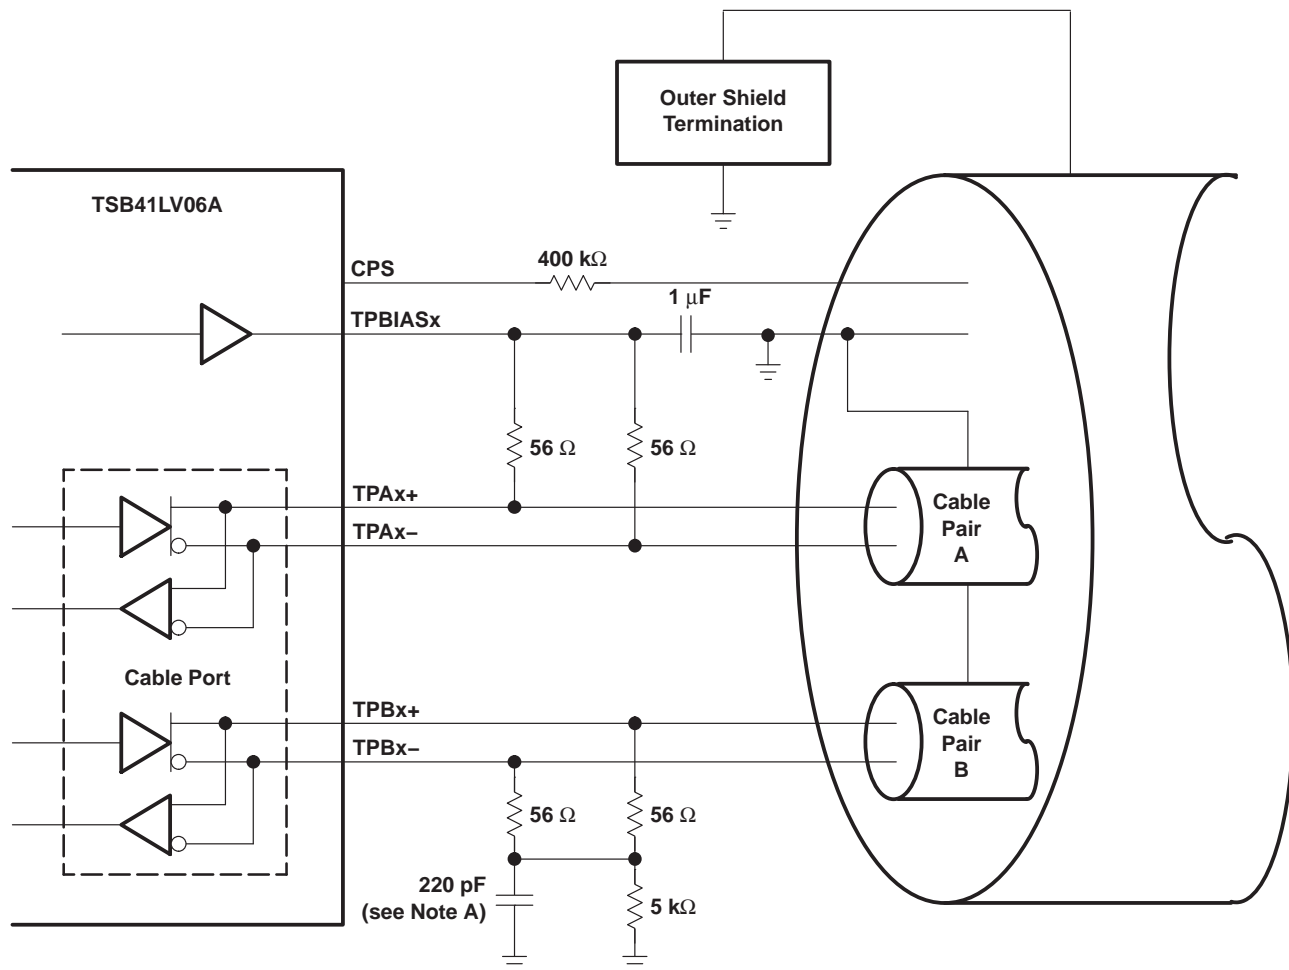 Outer Shield
Termination
TSB41LV06A
CPS
400 kΩ
1 μF
TPBIASx
56 Ω
56 Ω
TPAx+
TPAx−
Cable
Pair
A
Cable Port
TPBx+
TPBx−
Cable
Pair
B
56 Ω
56 Ω
220 pF
(see Note A)
5 kΩ